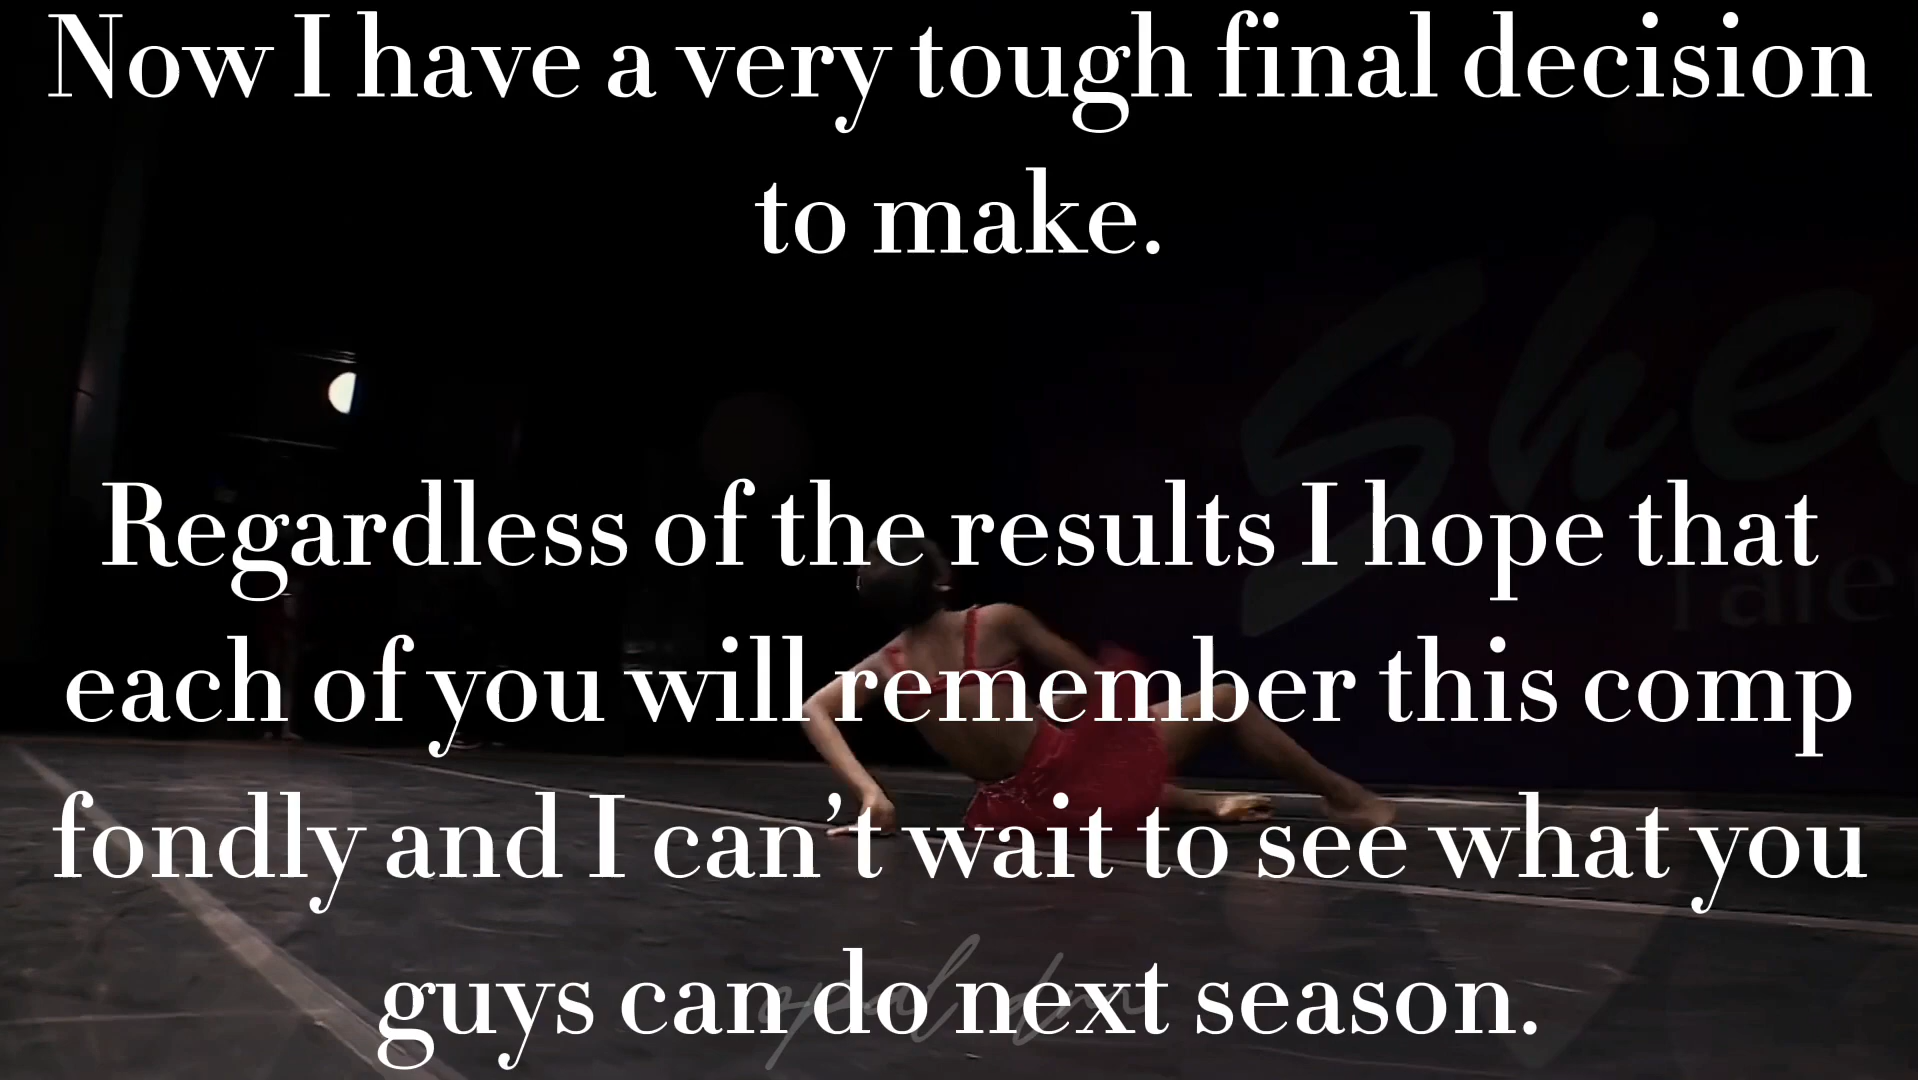 Now I have a very tough final decision
to make.
Regardless of the results I hope that
each of you will remember this comp
fondly and I can’t wait to see what you
guys can do next season.